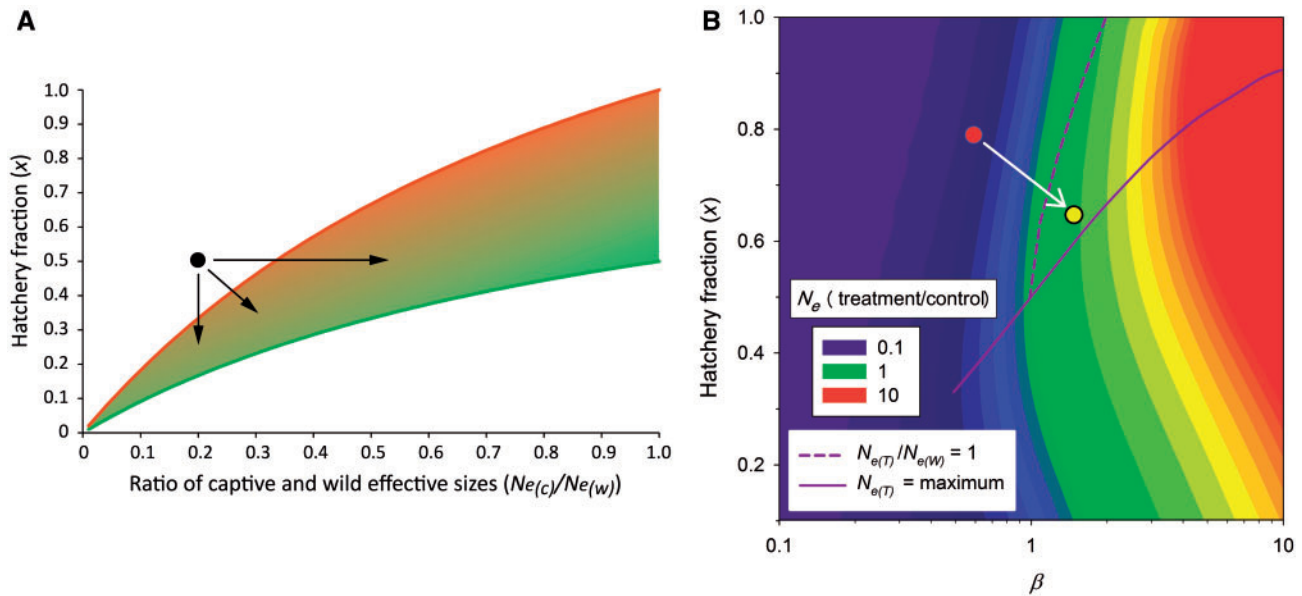 A
Hatchery fraction (x)
1.0
0.9
0.8
0.7
0.6
0.5
0.4
0.3
0.2
0.1
0
0 0.1 0.2 0.3 0.4 0.5 0.6 0.7 0.8 0.9 1.0
Ratio of captive and wild effective sizes (Ne(c)/Ne(w))
B
Hatchery fraction (x)
1.0
0.8
0.6
0.4
0.2
Ne ( treatment/control)
0.1
1
10
Ne(T)/Ne(W) = 1
Ne(T) = maximum
0.1 1 10
β